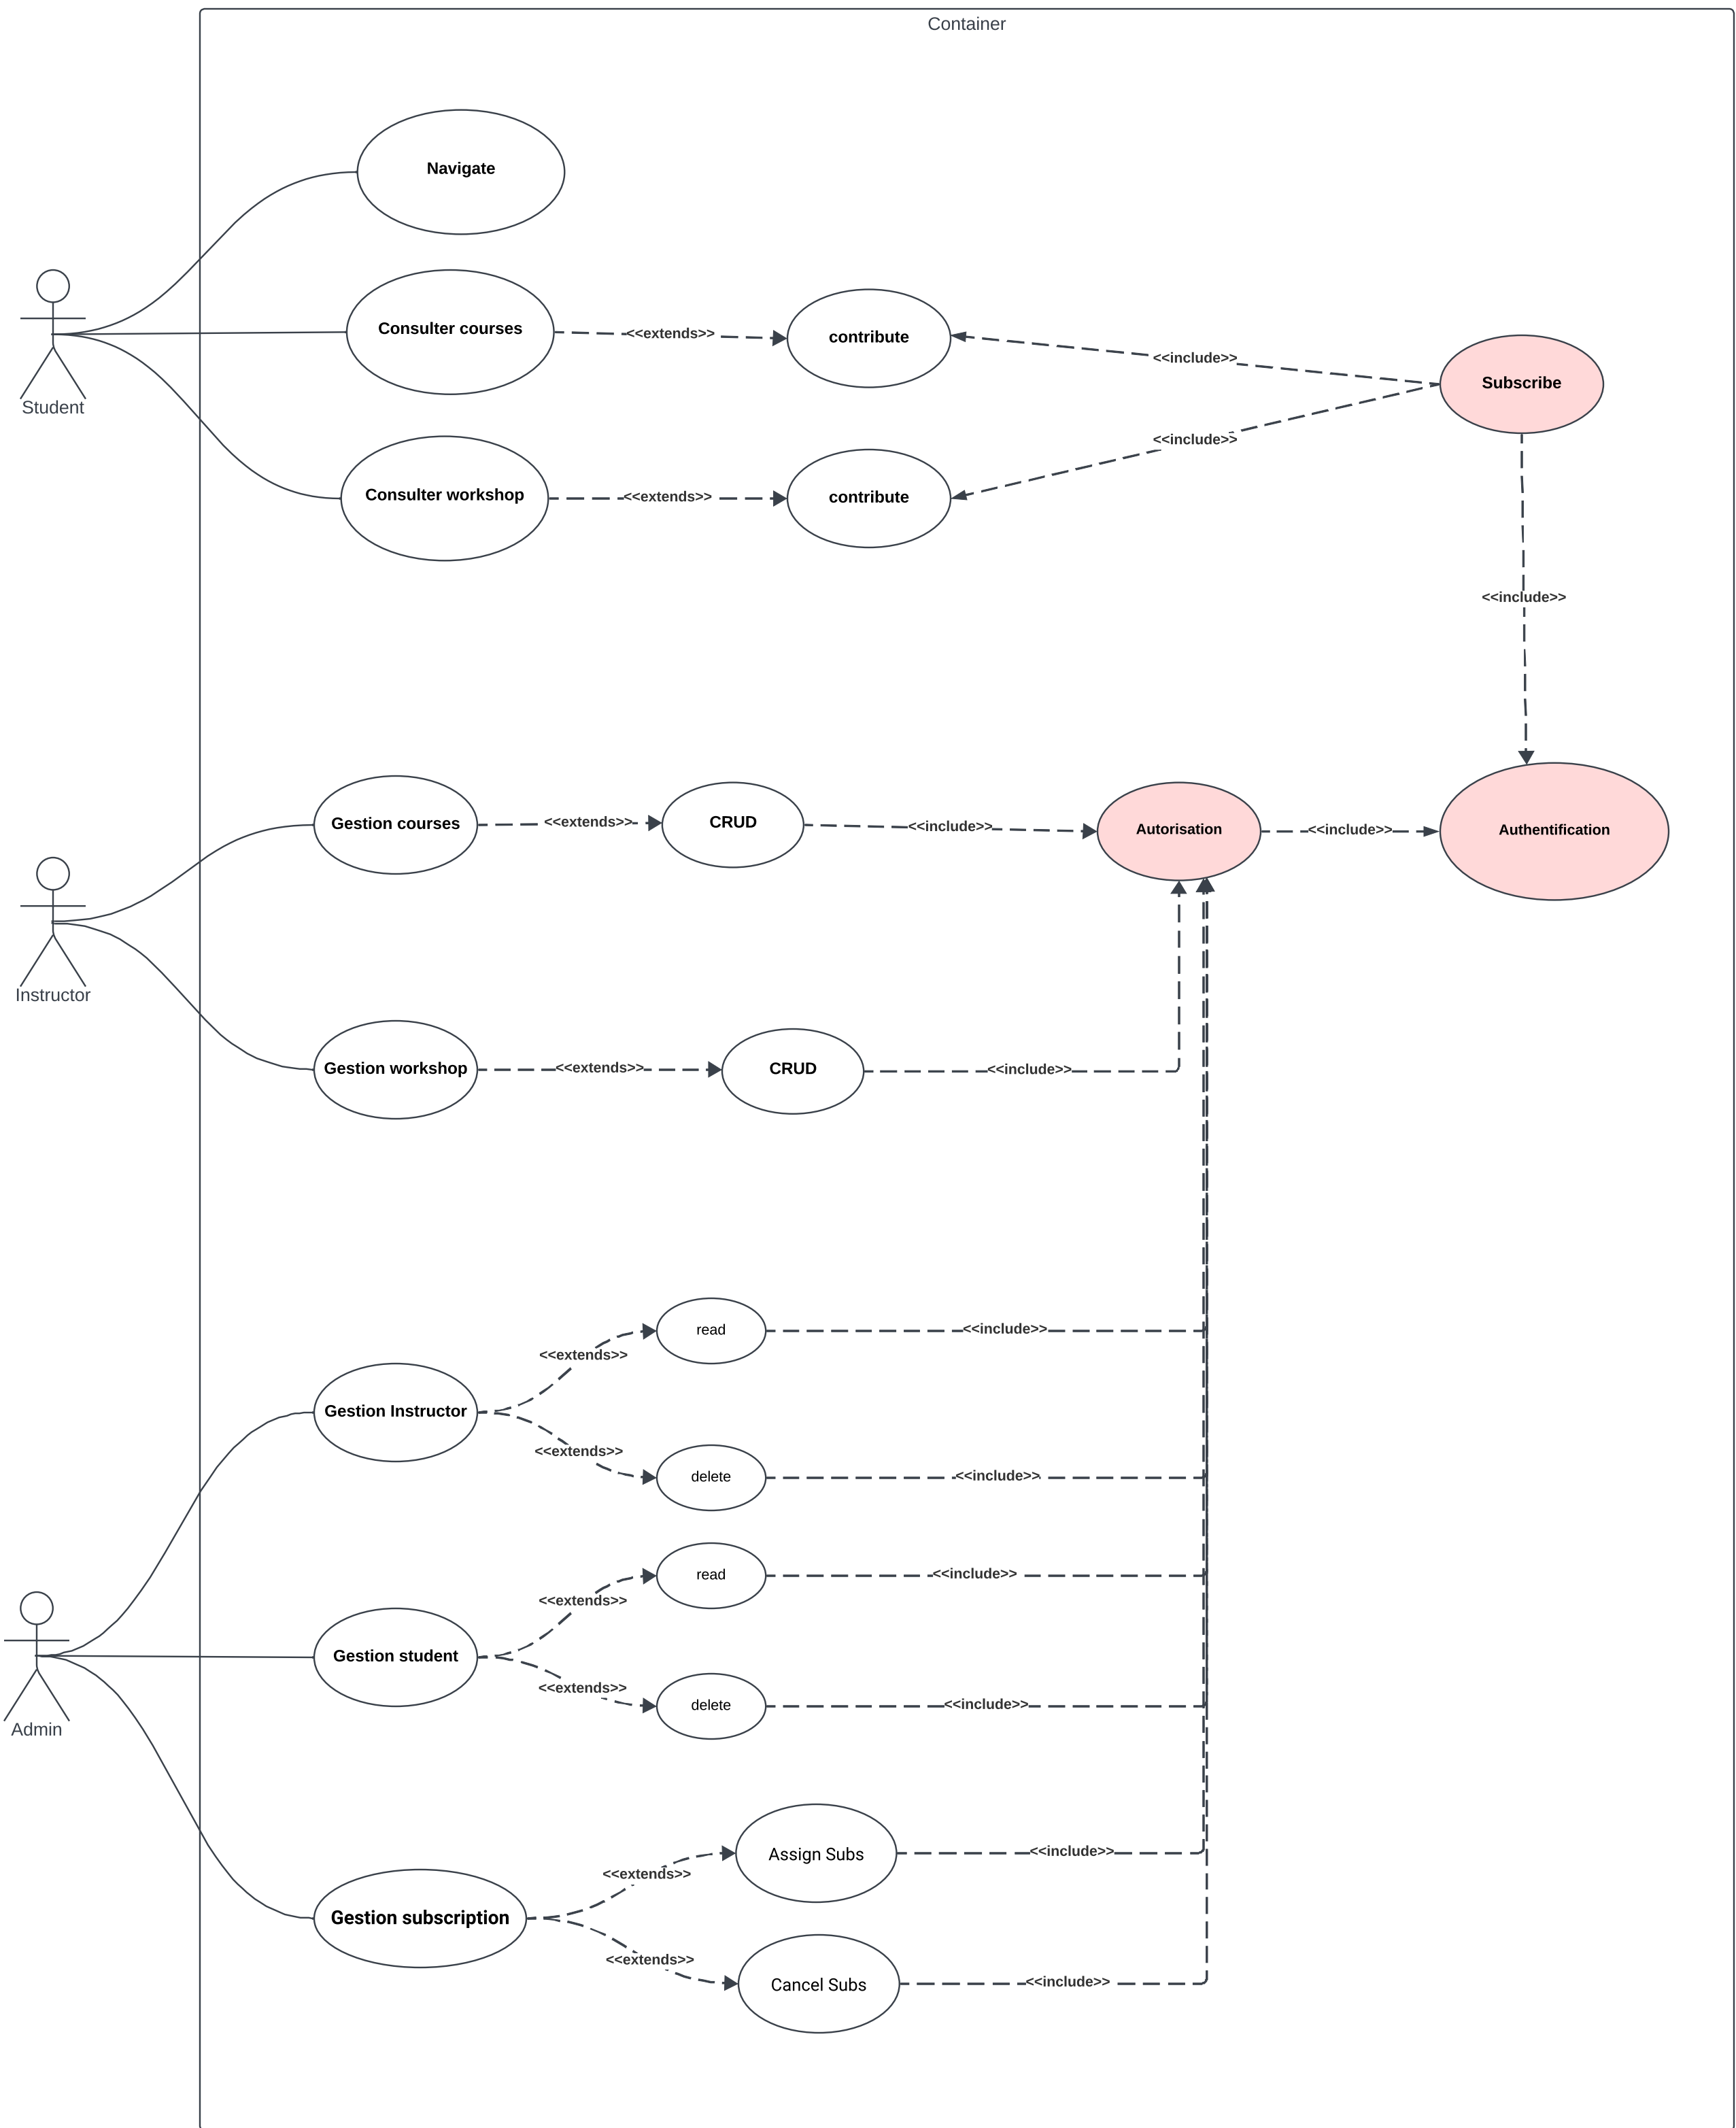 Container
Navigate
Student
Consulter courses
<<extends>>
contribute
<<include>>
Subscribe
Consulter workshop
<<extends>>
contribute
<<include>>
<<include>>
Instructor
Gestion courses
<<extends>>
CRUD
<<include>>
Autorisation
<<include>>
Authentification
Gestion workshop
<<extends>>
CRUD
<<include>>
Admin
Gestion Instructor
<<extends>>
read
<<include>>
<<extends>>
delete
<<include>>
Gestion student
<<extends>>
read
<<include>>
<<extends>>
delete
<<include>>
Gestion subscription
<<extends>>
Assign Subs
<<include>>
<<extends>>
Cancel Subs
<<include>>